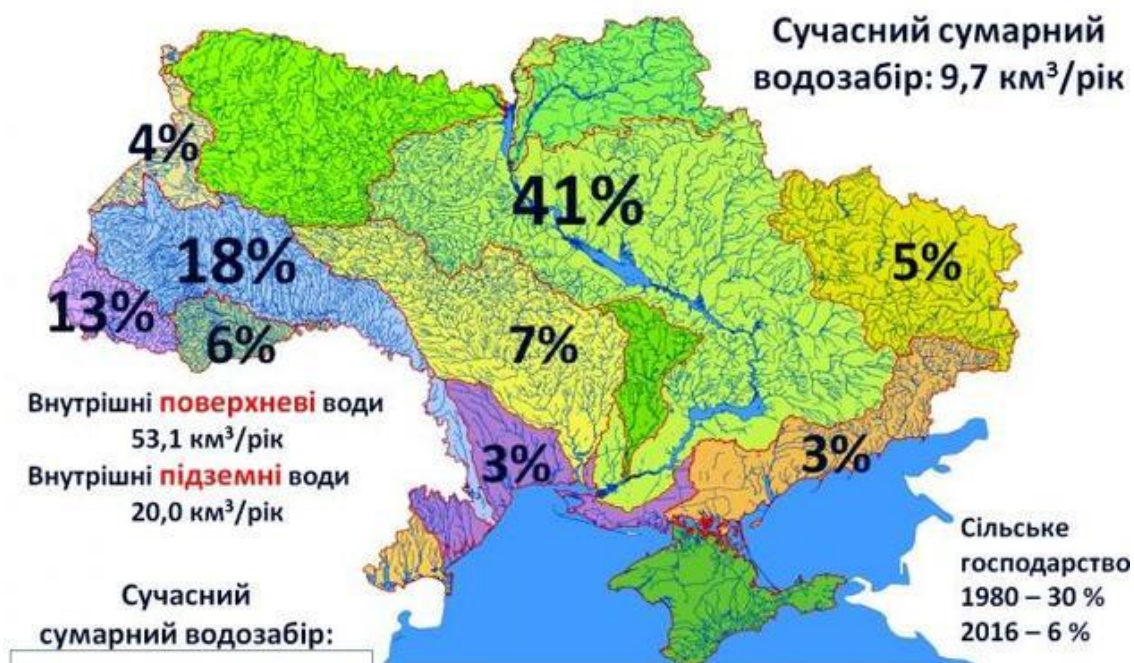 Сучасний сумарний
водозабір: 9,7 км³/рік
4%
41%
18%
5%
13%
6%
7%
Внутрішні поверхневі води
53,1 км³/рік
3%
3%
Внутрішні підземні води
20,0 км³/рік
Сільське
господарство
1980 – 30 %
2016 – 6 %
Сучасний
сумарний водозабір: